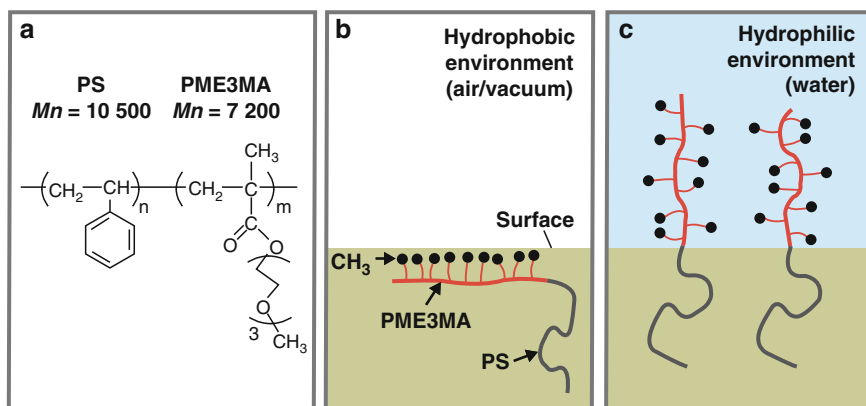 a
PS
Mn = 10 500
PME3MA
Mn = 7 200
CH₂
CH
n
CH₂
CH₃
C
m
C
O
O
O
3
CH₃
b
Hydrophobic
environment
(air/vacuum)
Surface
CH₃
PME3MA
PS
c
Hydrophilic
environment
(water)